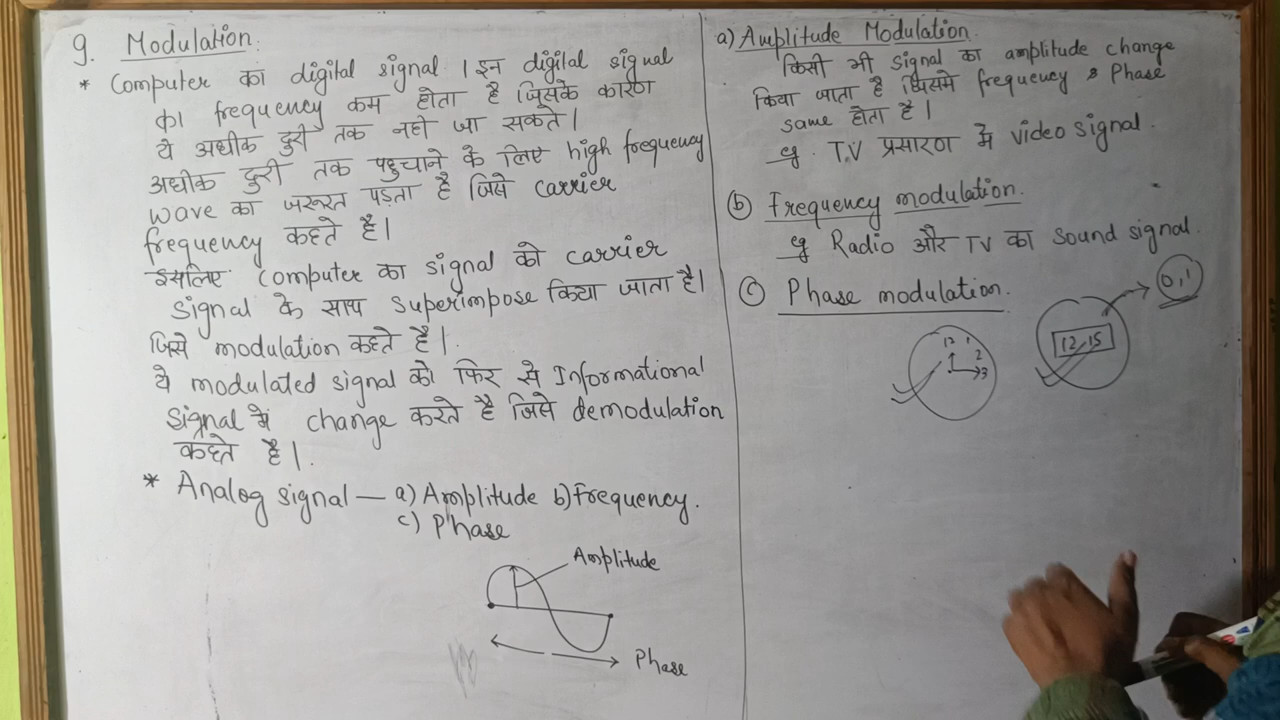 9. Modulation:
* Computer का digital signal । इन digital signal
का frequency कम होता है जिसके कारण
ये अधीक दुरी तक नही जा सकते।
अधीक दुरी तक पहुचाने के लिए high frequency
wave का जरूरत पड़ता है जिसे carrier
frequency कहते है।
इसलिए computer का signal को carrier
signal के साथ superimpose किया जाता है।
जिसे modulation कहते है।
ये modulated signal को फिर से Informational
signal में change करते है जिसे demodulation
कहते है।
* Analog signal — a) Amplitude b) Frequency.
c) Phase
Amplitude
Phase
a) Amplitude Modulation
किसी भी signal का amplitude change
किया जाता है जिसमे frequency & Phase
same होता है।
eg. T.V प्रसारण मे video signal.
(b) Frequency modulation.
eg Radio और TV का sound signal.
(c) Phase modulation.
0,1
12 1
2
3
12.15